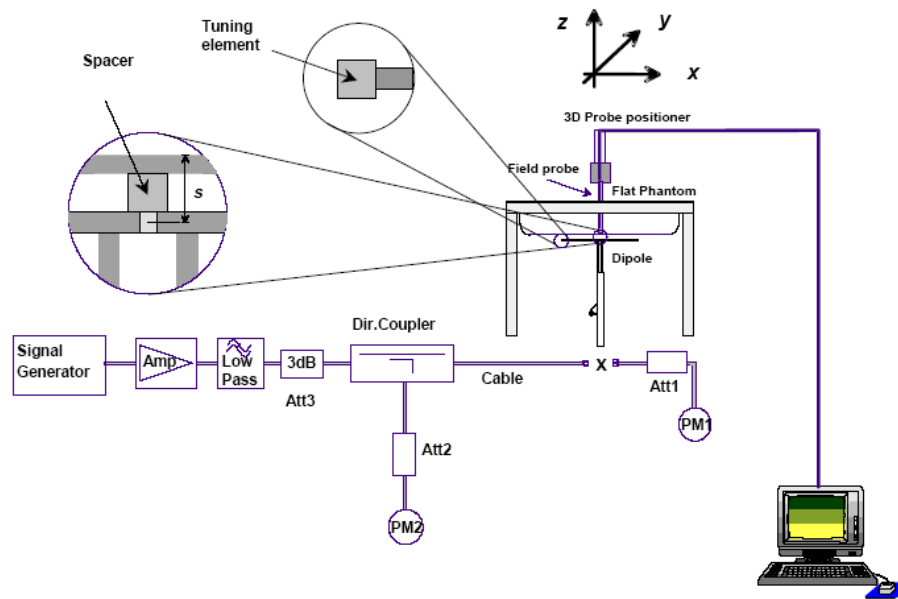 Tuning
element
Spacer
s
z
y
x
3D Probe positioner
Field probe
Flat Phantom
Dipole
Signal
Generator
Amp
Low
Pass
3dB
Att3
Dir.Coupler
Cable
x
Att1
PM1
Att2
PM2